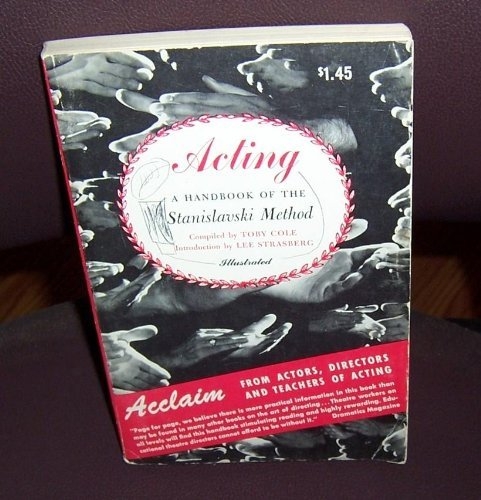 $1.45
Acting
A HANDBOOK OF THE
Stanislavski Method
Compiled by TOBY COLE
Introduction by LEE STRASBERG
Illustrated
Acclaim
FROM ACTORS, DIRECTORS
AND TEACHERS OF ACTING
"Page for page, we believe there is more practical information in this book than
may be found in many other books on the art of directing... Theatre workers on
all levels will find this handbook stimulating reading and highly rewarding. Edu-
cational theatre directors cannot afford to be without it." Dramatics Magazine